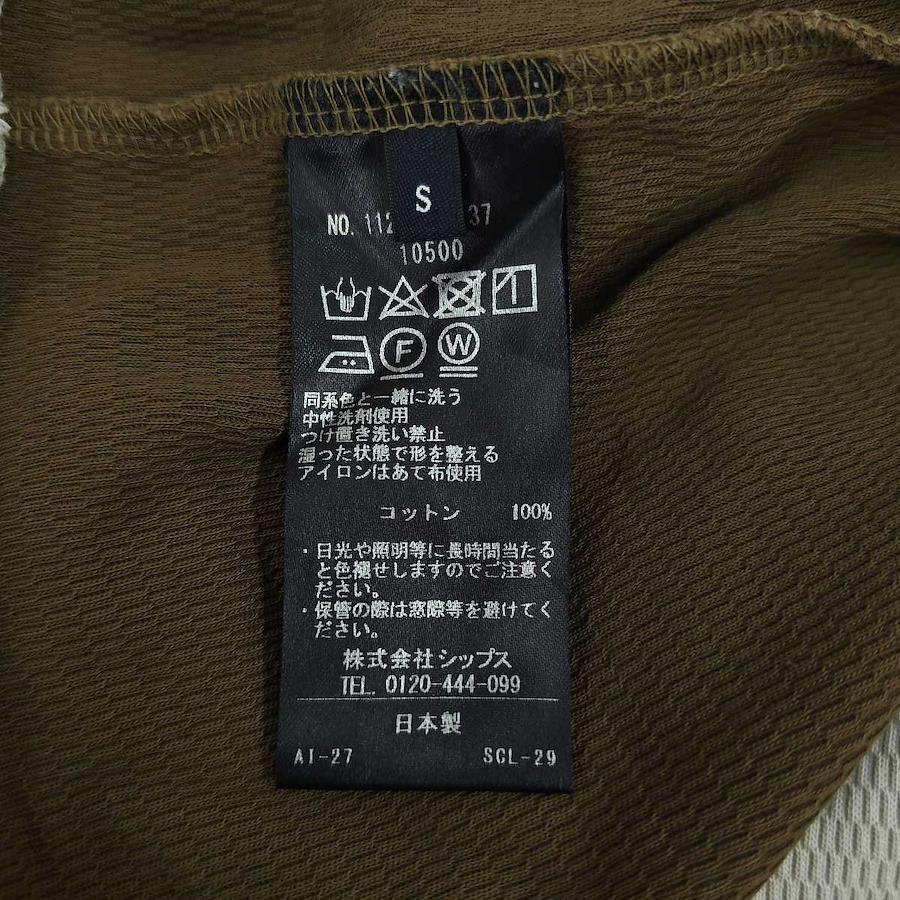 S
NO. 112 37
10500
F W
同系色と一緒に洗う
中性洗剤使用
つけ置き洗い禁止
湿った状態で形を整える
アイロンはあて布使用
コットン 100%
・日光や照明等に長時間当たる
と色褪せしますのでご注意く
ださい。
・保管の際は窓際等を避けてく
ださい。
株式会社シップス
TEL. 0120-444-099
日本製
AI-27 SCL-29